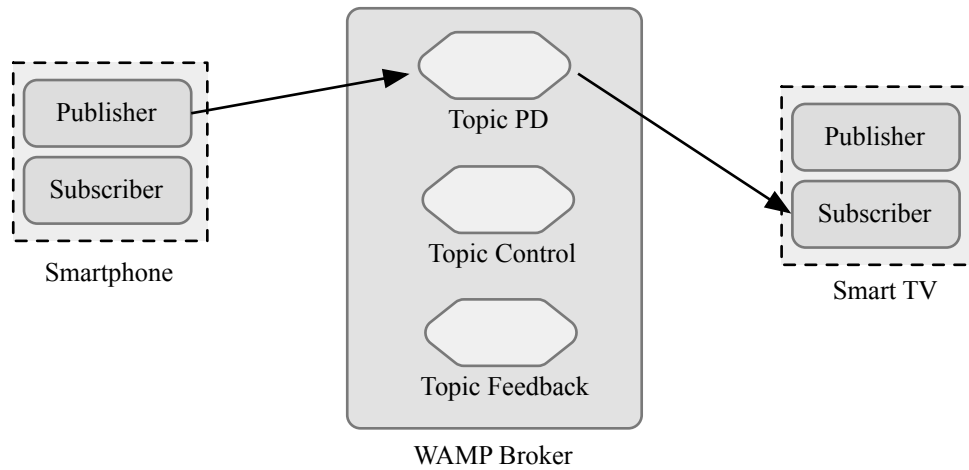 Publisher
Subscriber
Smartphone
Topic PD
Topic Control
Topic Feedback
WAMP Broker
Publisher
Subscriber
Smart TV